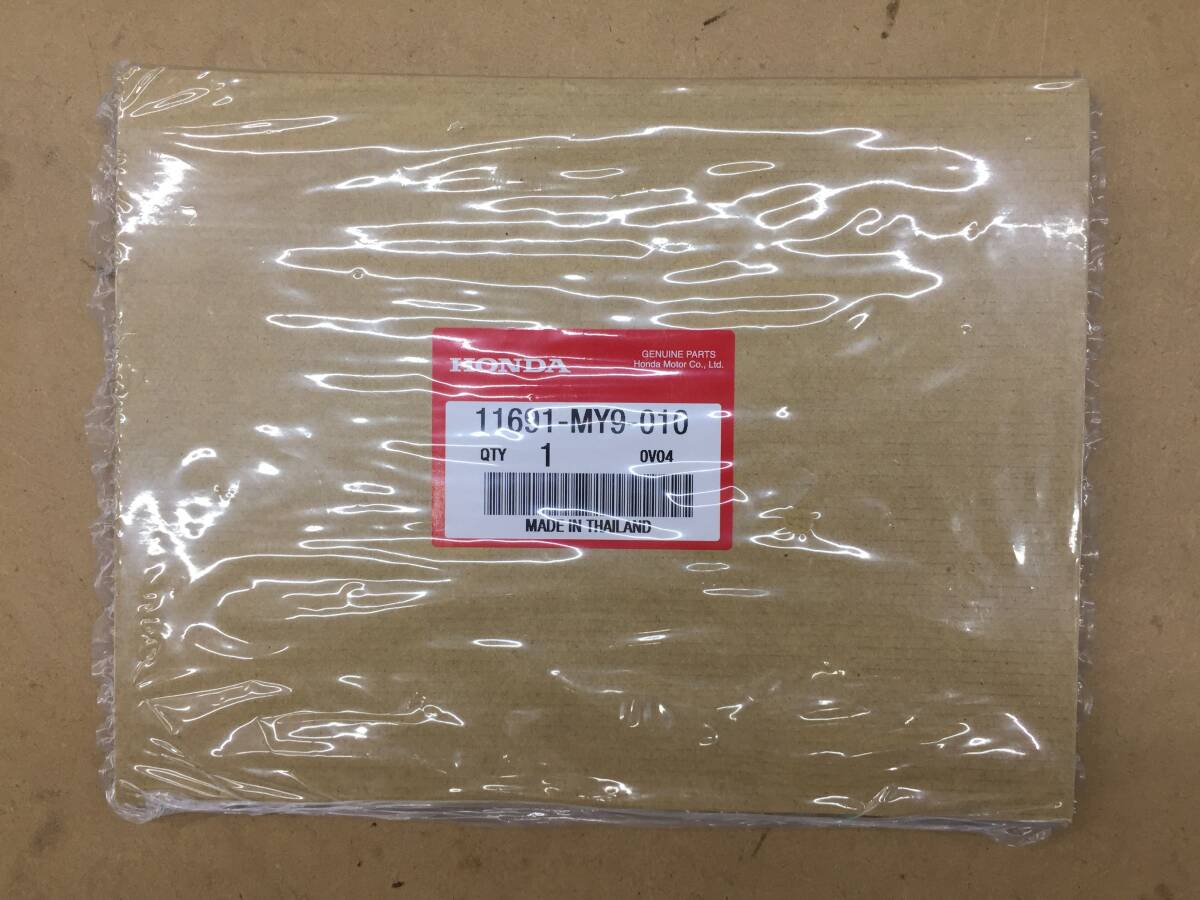 HONDA
GENUINE PARTS
Honda Motor Co., Ltd.
11691-MY9-010
QTY 1 0V04
MADE IN THAILAND